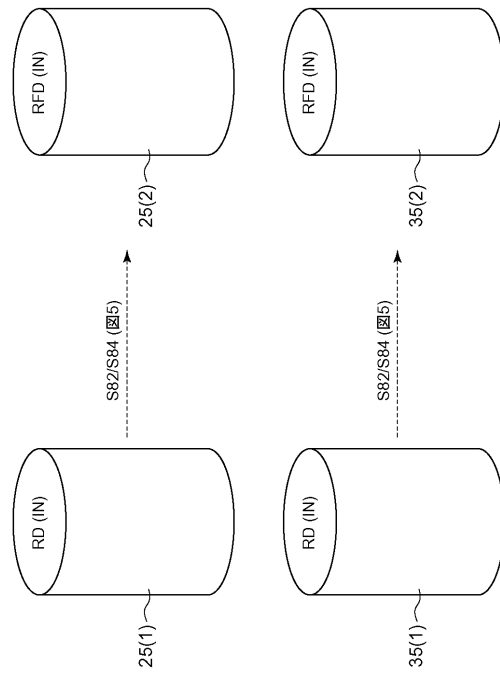 RD (IN)
25(1)
S82/S84 (図5)
RFD (IN)
25(2)
RD (IN)
35(1)
S82/S84 (図5)
RFD (IN)
35(2)